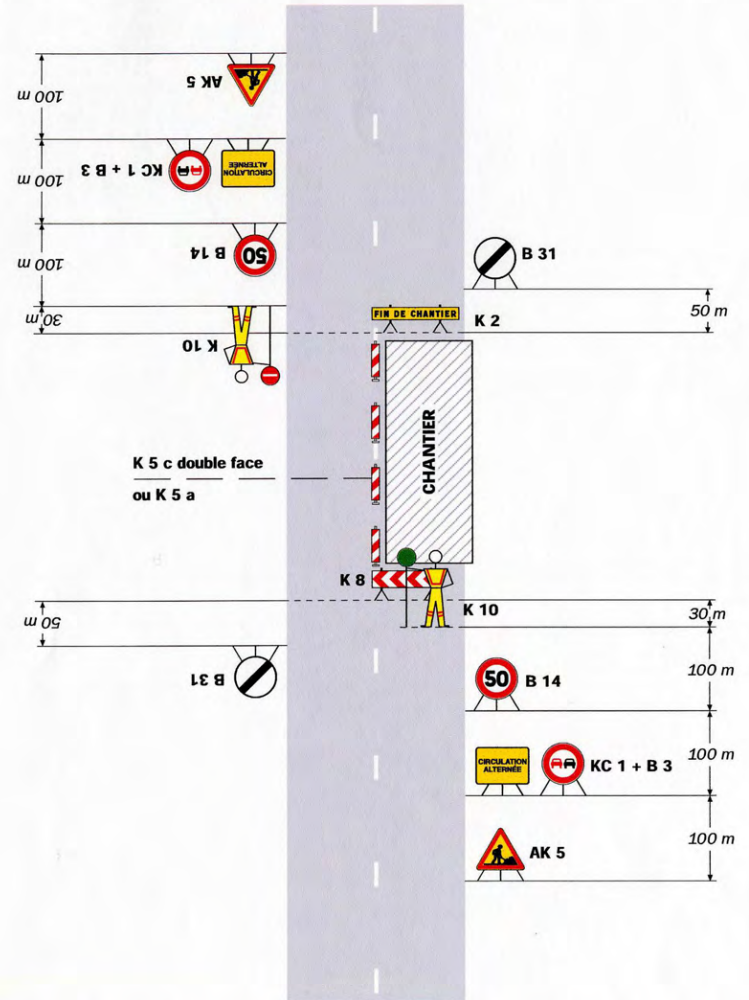 AK 5
100 m
KC 1 + B 3
CIRCULATION
ALTERNÉE
100 m
B 14
50
100 m
30 m
K 10
B 31
50 m
FIN DE CHANTIER
K 2
CHANTIER
K 5 c double face
ou K 5 a
K 8
K 10
50 m
30 m
B 31
50
B 14
100 m
CIRCULATION
ALTERNÉE
KC 1 + B 3
100 m
AK 5
100 m